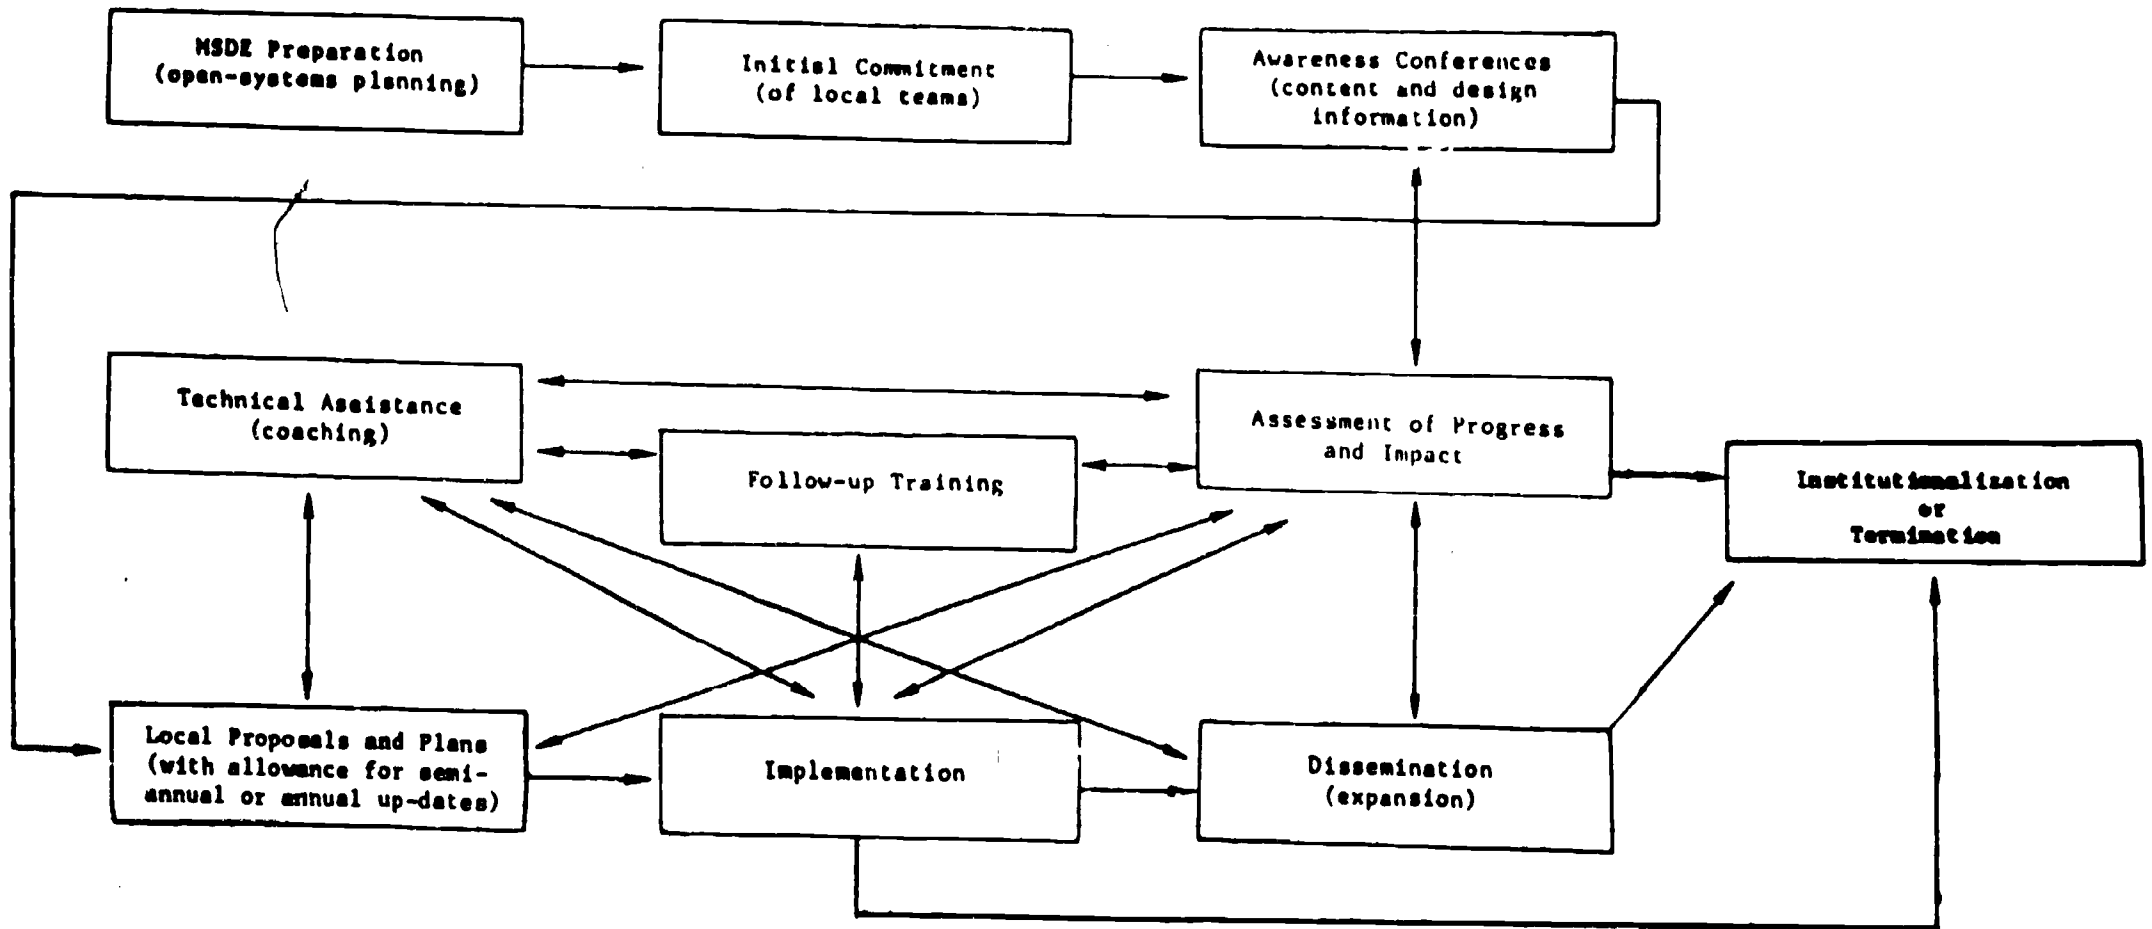 MSDE Preparation
(open-systems planning)
Initial Commitment
(of local teams)
Awareness Conferences
(content and design
information)
Technical Assistance
(coaching)
Follow-up Training
Assessment of Progress
and Impact
Institutionalization
or
Termination
Local Proposals and Plans
(with allowance for semi-
annual or annual up-dates)
Implementation
Dissemination
(expansion)